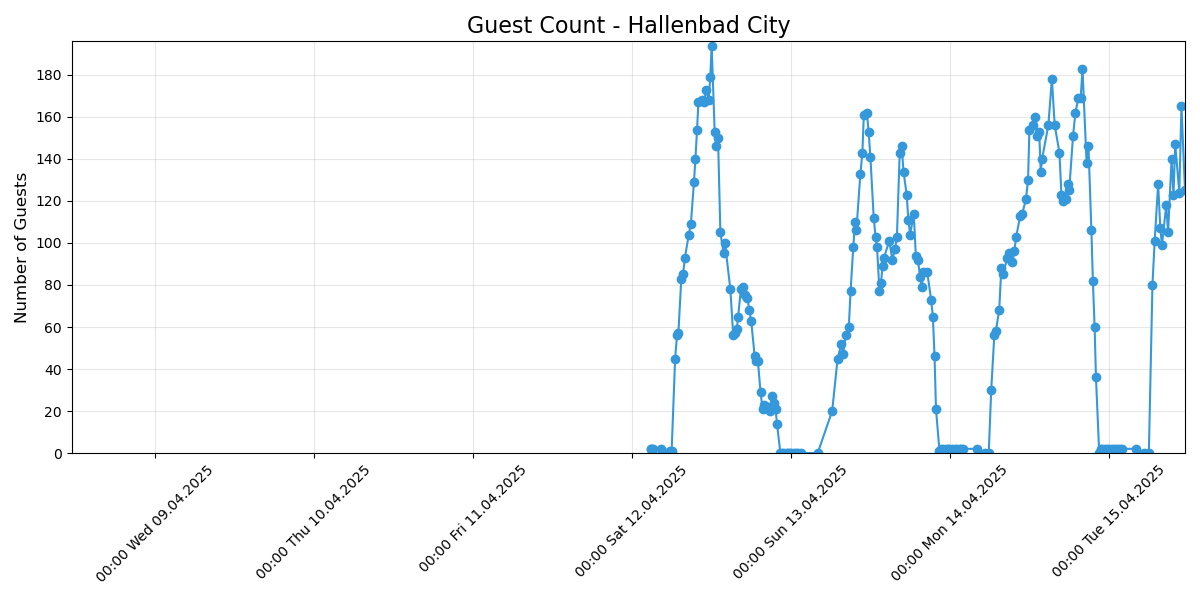 Guest Count - Hallenbad City
Number of Guests
180
160
140
120
100
80
60
40
20
0
00:00 Wed 09.04.2025
00:00 Thu 10.04.2025
00:00 Fri 11.04.2025
00:00 Sat 12.04.2025
00:00 Sun 13.04.2025
00:00 Mon 14.04.2025
00:00 Tue 15.04.2025